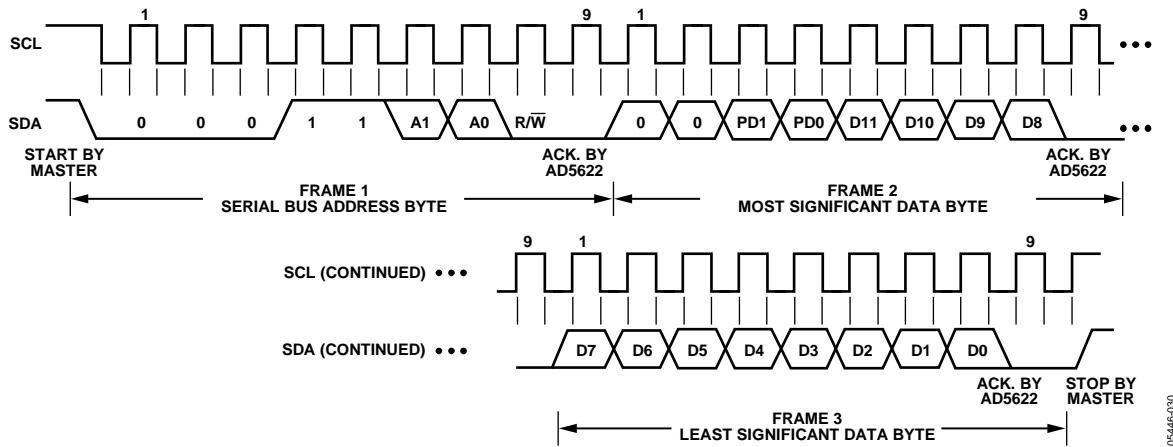 1 9 1 9
SCL
SDA 0 0 0 1 1 A1 A0 R/W̅ 0 0 PD1 PD0 D11 D10 D9 D8
START BY
MASTER
ACK. BY
AD5622
ACK. BY
AD5622
FRAME 1
SERIAL BUS ADDRESS BYTE
FRAME 2
MOST SIGNIFICANT DATA BYTE
9 1 9
SCL (CONTINUED)
SDA (CONTINUED) D7 D6 D5 D4 D3 D2 D1 D0
ACK. BY
AD5622
STOP BY
MASTER
FRAME 3
LEAST SIGNIFICANT DATA BYTE
05446-030